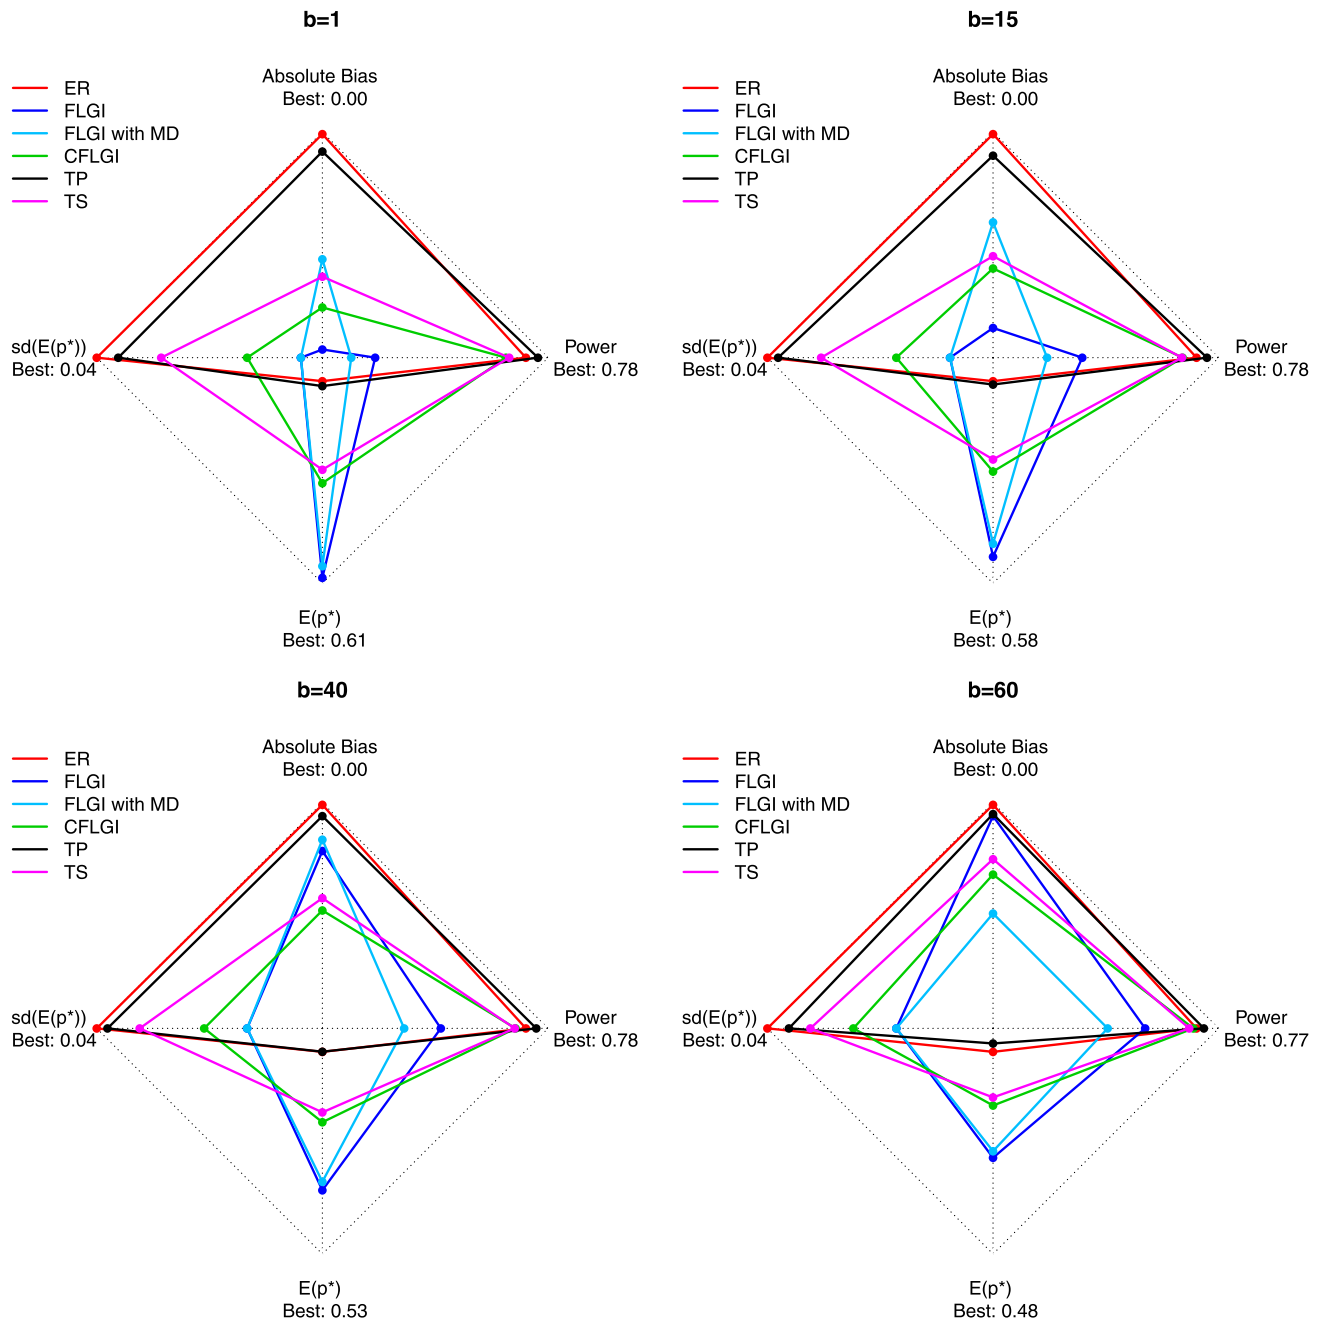 b=1
Absolute Bias
Best: 0.00
ER
FLGI
FLGI with MD
CFLGI
TP
TS
sd(E(p*))
Best: 0.04
Power
Best: 0.78
E(p*)
Best: 0.61
b=15
Absolute Bias
Best: 0.00
ER
FLGI
FLGI with MD
CFLGI
TP
TS
sd(E(p*))
Best: 0.04
Power
Best: 0.78
E(p*)
Best: 0.58
b=40
Absolute Bias
Best: 0.00
ER
FLGI
FLGI with MD
CFLGI
TP
TS
sd(E(p*))
Best: 0.04
Power
Best: 0.78
E(p*)
Best: 0.53
b=60
Absolute Bias
Best: 0.00
ER
FLGI
FLGI with MD
CFLGI
TP
TS
sd(E(p*))
Best: 0.04
Power
Best: 0.77
E(p*)
Best: 0.48